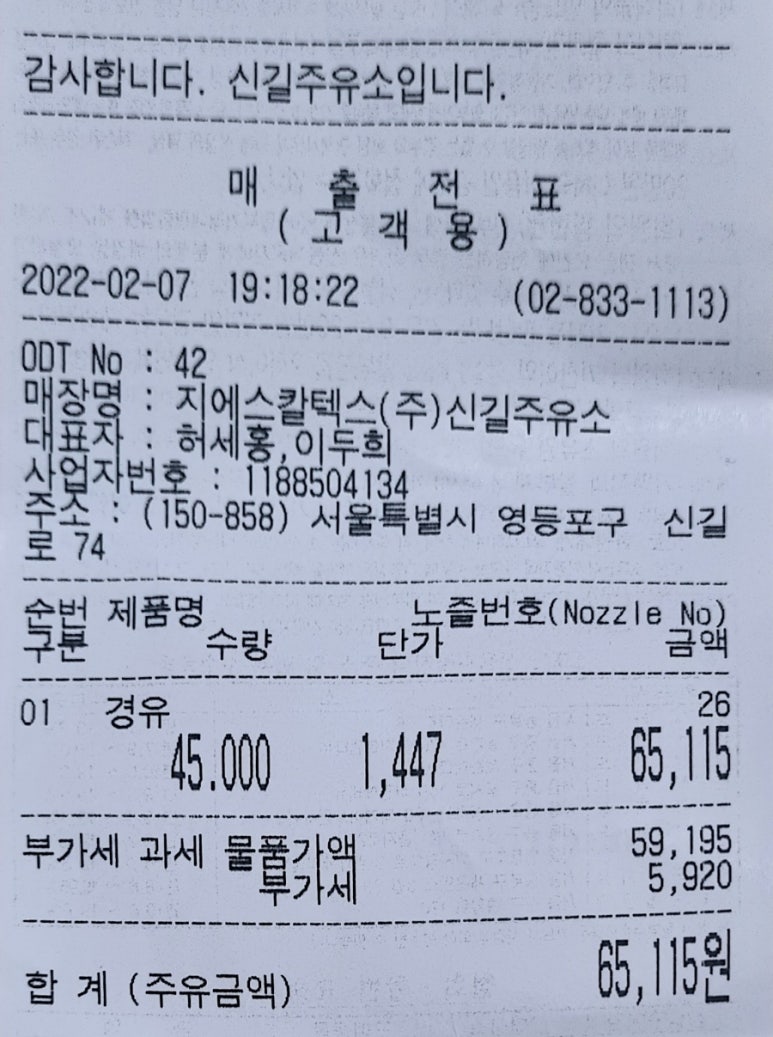 감사합니다. 신길주유소입니다.
매 출 전 표
( 고 객 용 )
2022-02-07 19:18:22 (02-833-1113)
ODT No : 42
매장명 : 지에스칼텍스(주)신길주유소
대표자 : 허세홍,이두희
사업자번호 : 1188504134
주소 : (150-858) 서울특별시 영등포구 신길
로 74
순번 제품명 노즐번호(Nozzle No)
구분 수량 단가 금액
01 경유 26
45.000 1,447 65,115
부가세 과세 물품가액 59,195
부가세 5,920
합 계 (주유금액) 65,115원